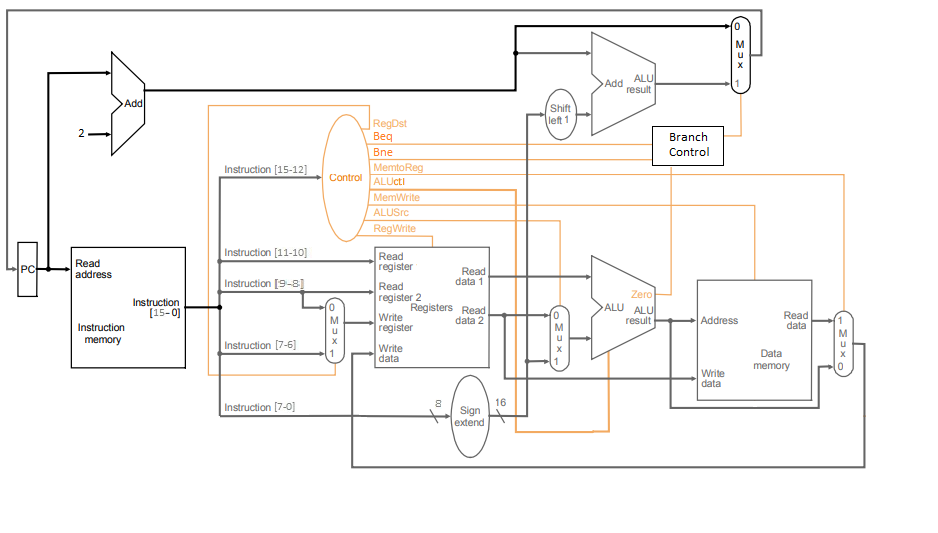 0
M
u
x
1
Add
ALU
result
Add
Shift
left 1
2
Branch
Control
RegDst
Beq
Bne
MemtoReg
ALUctl
MemWrite
ALUSrc
RegWrite
Control
Instruction [15-12]
Instruction [11-10]
Instruction [9-8]
Instruction [7-6]
Instruction [7-0]
PC
Read
address
Instruction
[15-0]
Instruction
memory
0
M
u
x
1
Read
register
Read
register 2
Registers
Write
register
Write
data
Read
data 1
Read
data 2
0
M
u
x
1
Zero
ALU
ALU
result
Address
Read
data
Data
memory
Write
data
1
M
u
x
0
8
Sign
extend
16